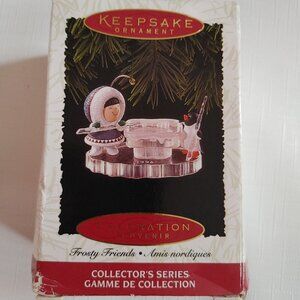 KEEPSAKE
ORNAMENT
Frosty Friends • Amis nordiques
COLLECTOR'S SERIES
GAMME DE COLLECTION